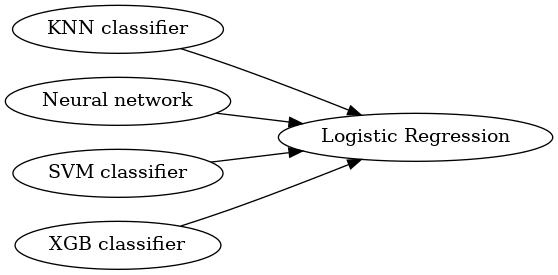 KNN classifier
Neural network
SVM classifier
XGB classifier
Logistic Regression